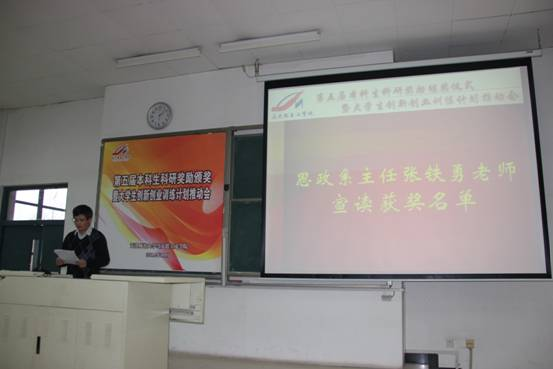 第五届本科生科研奖励颁奖
暨大学生创新创业训练计划推动会
第五届本科生科研奖励颁奖仪式
暨大学生创新创业训练计划推动会
思政系主任张铁勇老师
宣读获奖名单